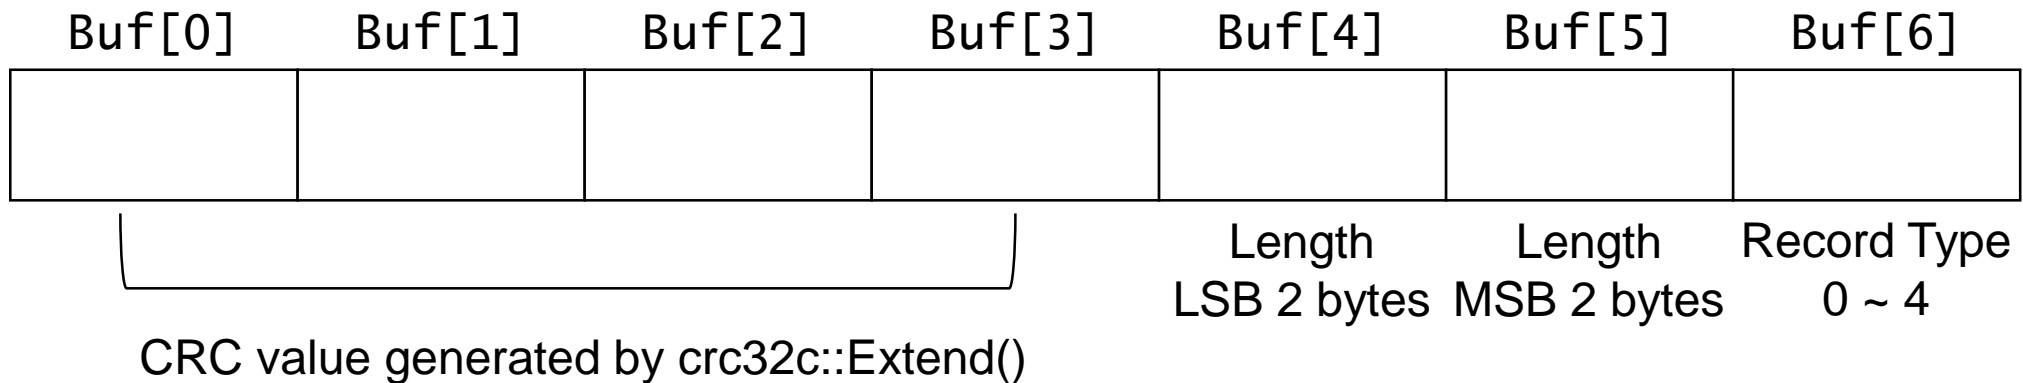 Buf[0] Buf[1] Buf[2] Buf[3] Buf[4] Buf[5] Buf[6]
Length Length Record Type
LSB 2 bytes MSB 2 bytes 0 ~ 4
CRC value generated by crc32c::Extend()